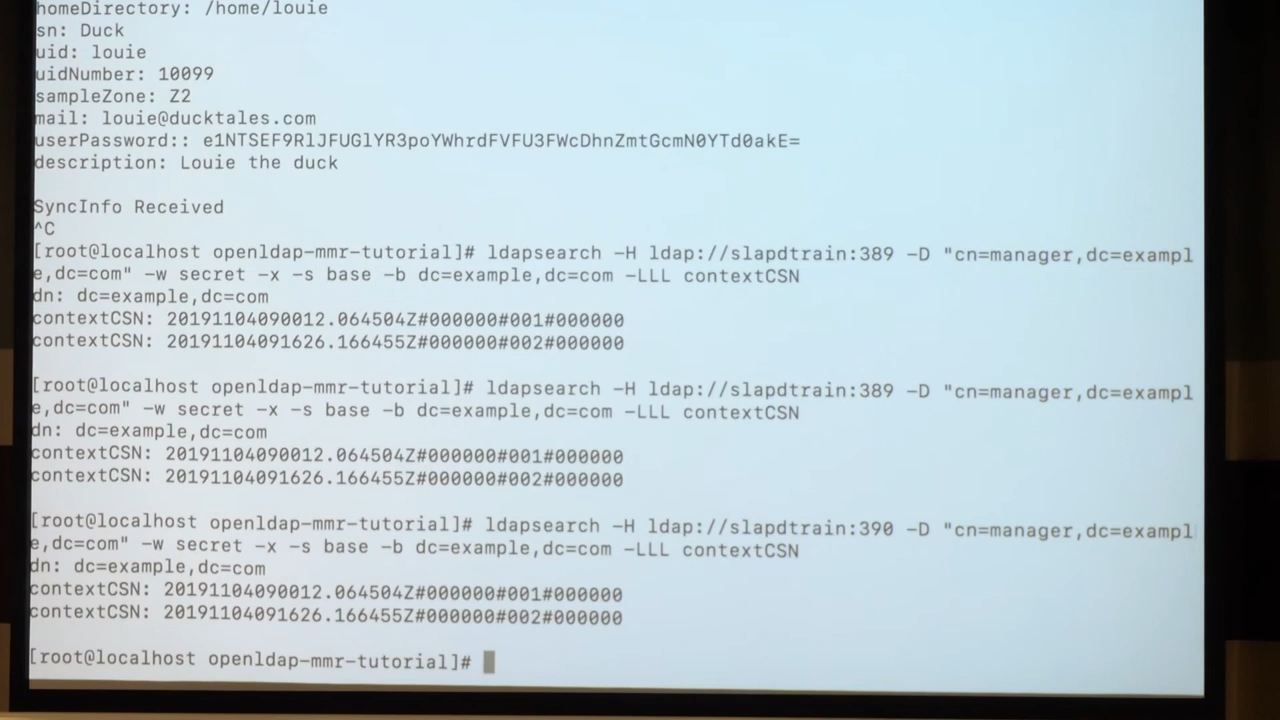 homeDirectory: /home/louie
sn: Duck
uid: louie
uidNumber: 10099
sampleZone: Z2
mail: louie@ducktales.com
userPassword:: e1NTSEF9RlJFUGlYR3poYWhrdFVFU3FWcDhnZmtGcmN0YTd0akE=
description: Louie the duck
SyncInfo Received
^C
[root@localhost openldap-mmr-tutorial]# ldapsearch -H ldap://slapdtrain:389 -D "cn=manager,dc=exampl
e,dc=com" -w secret -x -s base -b dc=example,dc=com -LLL contextCSN
dn: dc=example,dc=com
contextCSN: 20191104090012.064504Z#000000#001#000000
contextCSN: 20191104091626.166455Z#000000#002#000000
[root@localhost openldap-mmr-tutorial]# ldapsearch -H ldap://slapdtrain:389 -D "cn=manager,dc=exampl
e,dc=com" -w secret -x -s base -b dc=example,dc=com -LLL contextCSN
dn: dc=example,dc=com
contextCSN: 20191104090012.064504Z#000000#001#000000
contextCSN: 20191104091626.166455Z#000000#002#000000
[root@localhost openldap-mmr-tutorial]# ldapsearch -H ldap://slapdtrain:390 -D "cn=manager,dc=exampl
e,dc=com" -w secret -x -s base -b dc=example,dc=com -LLL contextCSN
dn: dc=example,dc=com
contextCSN: 20191104090012.064504Z#000000#001#000000
contextCSN: 20191104091626.166455Z#000000#002#000000
[root@localhost openldap-mmr-tutorial]#